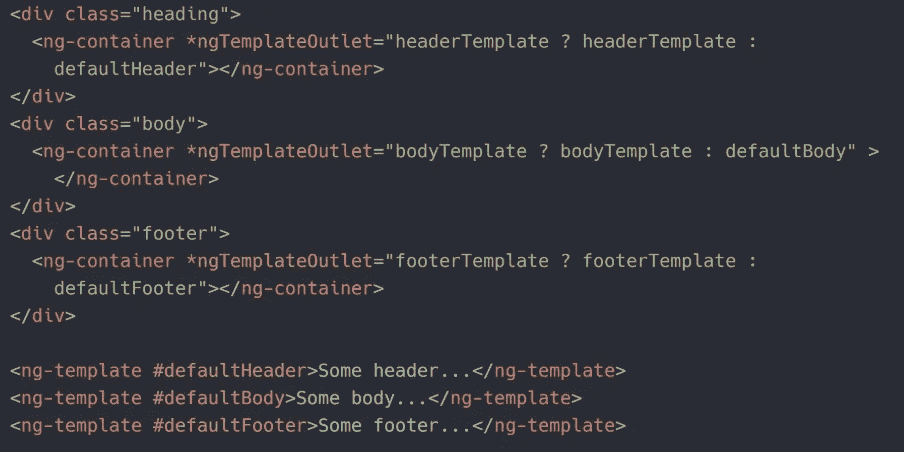 <div class="heading">
  <ng-container *ngTemplateOutlet="headerTemplate ? headerTemplate :
    defaultHeader"></ng-container>
</div>
<div class="body">
  <ng-container *ngTemplateOutlet="bodyTemplate ? bodyTemplate : defaultBody" >
    </ng-container>
</div>
<div class="footer">
  <ng-container *ngTemplateOutlet="footerTemplate ? footerTemplate :
    defaultFooter"></ng-container>
</div>

<ng-template #defaultHeader>Some header...</ng-template>
<ng-template #defaultBody>Some body...</ng-template>
<ng-template #defaultFooter>Some footer...</ng-template>